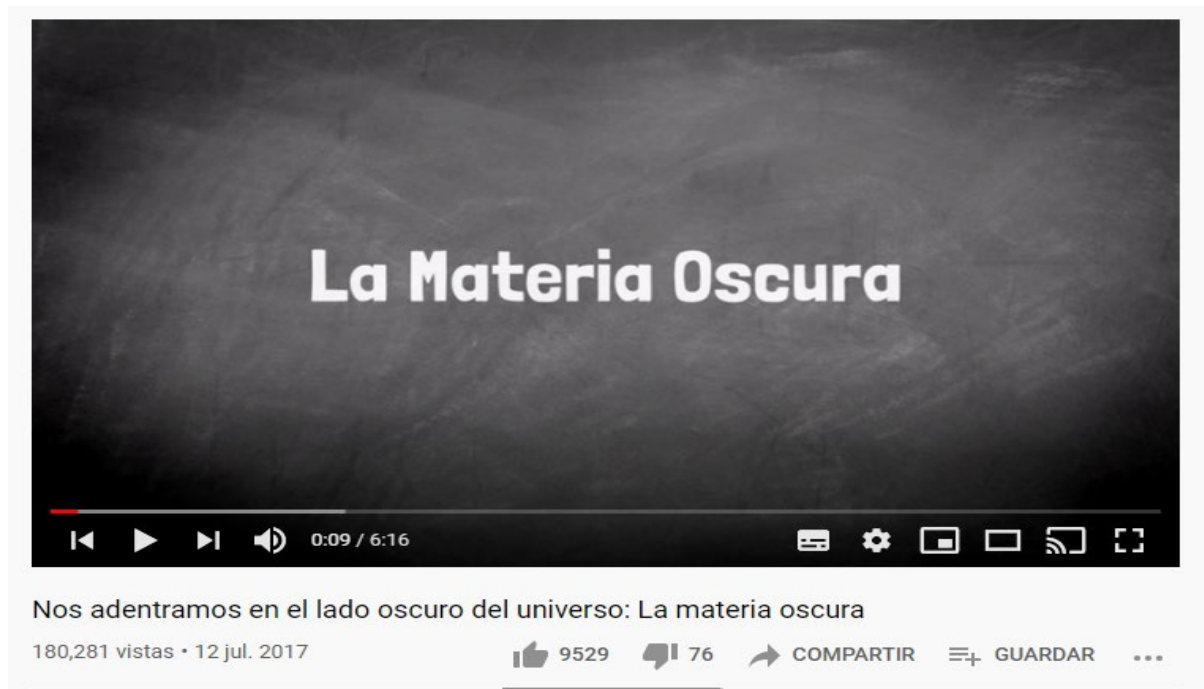 La Materia Oscura
0:09 / 6:16
Nos adentramos en el lado oscuro del universo: La materia oscura
180,281 vistas • 12 jul. 2017 9529 76 COMPARTIR GUARDAR